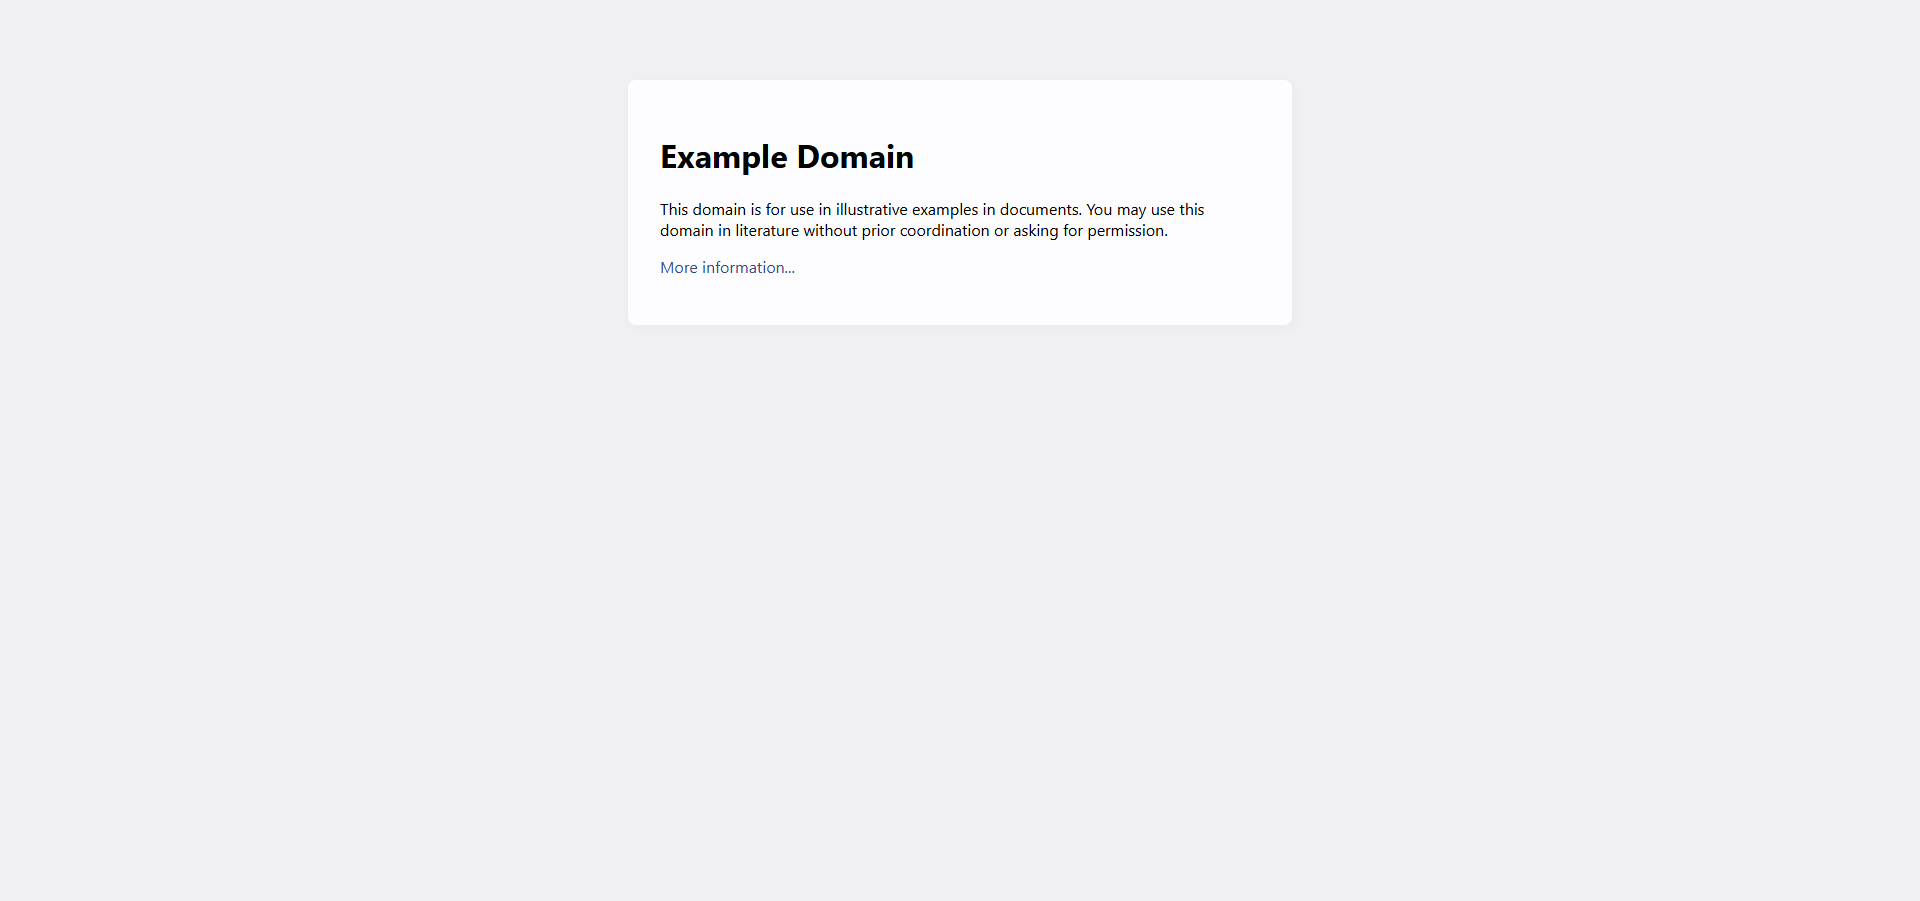 Example Domain
This domain is for use in illustrative examples in documents. You may use this
domain in literature without prior coordination or asking for permission.
More information...